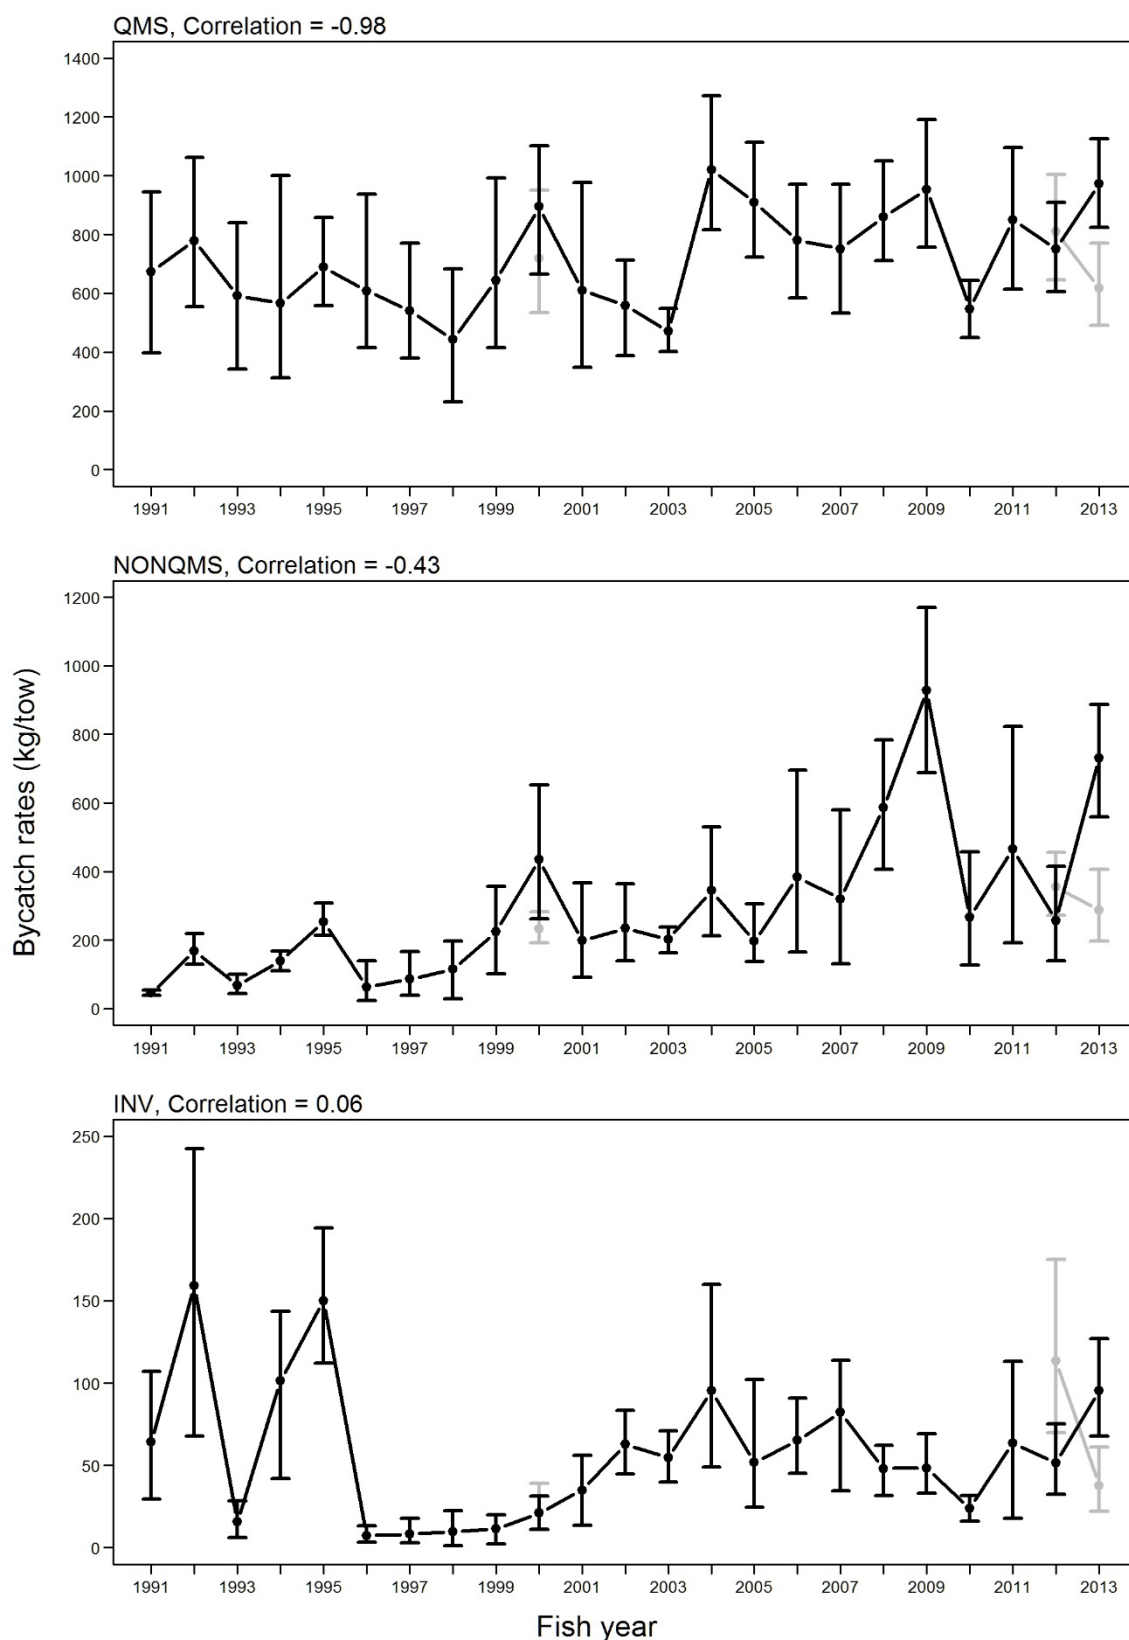 QMS, Correlation = -0.98
1400
1200
1000
800
600
400
200
0
1991 1993 1995 1997 1999 2001 2003 2005 2007 2009 2011 2013
NONQMS, Correlation = -0.43
Bycatch rates (kg/tow)
1200
1000
800
600
400
200
0
1991 1993 1995 1997 1999 2001 2003 2005 2007 2009 2011 2013
INV, Correlation = 0.06
250
200
150
100
50
0
1991 1993 1995 1997 1999 2001 2003 2005 2007 2009 2011 2013
Fish year